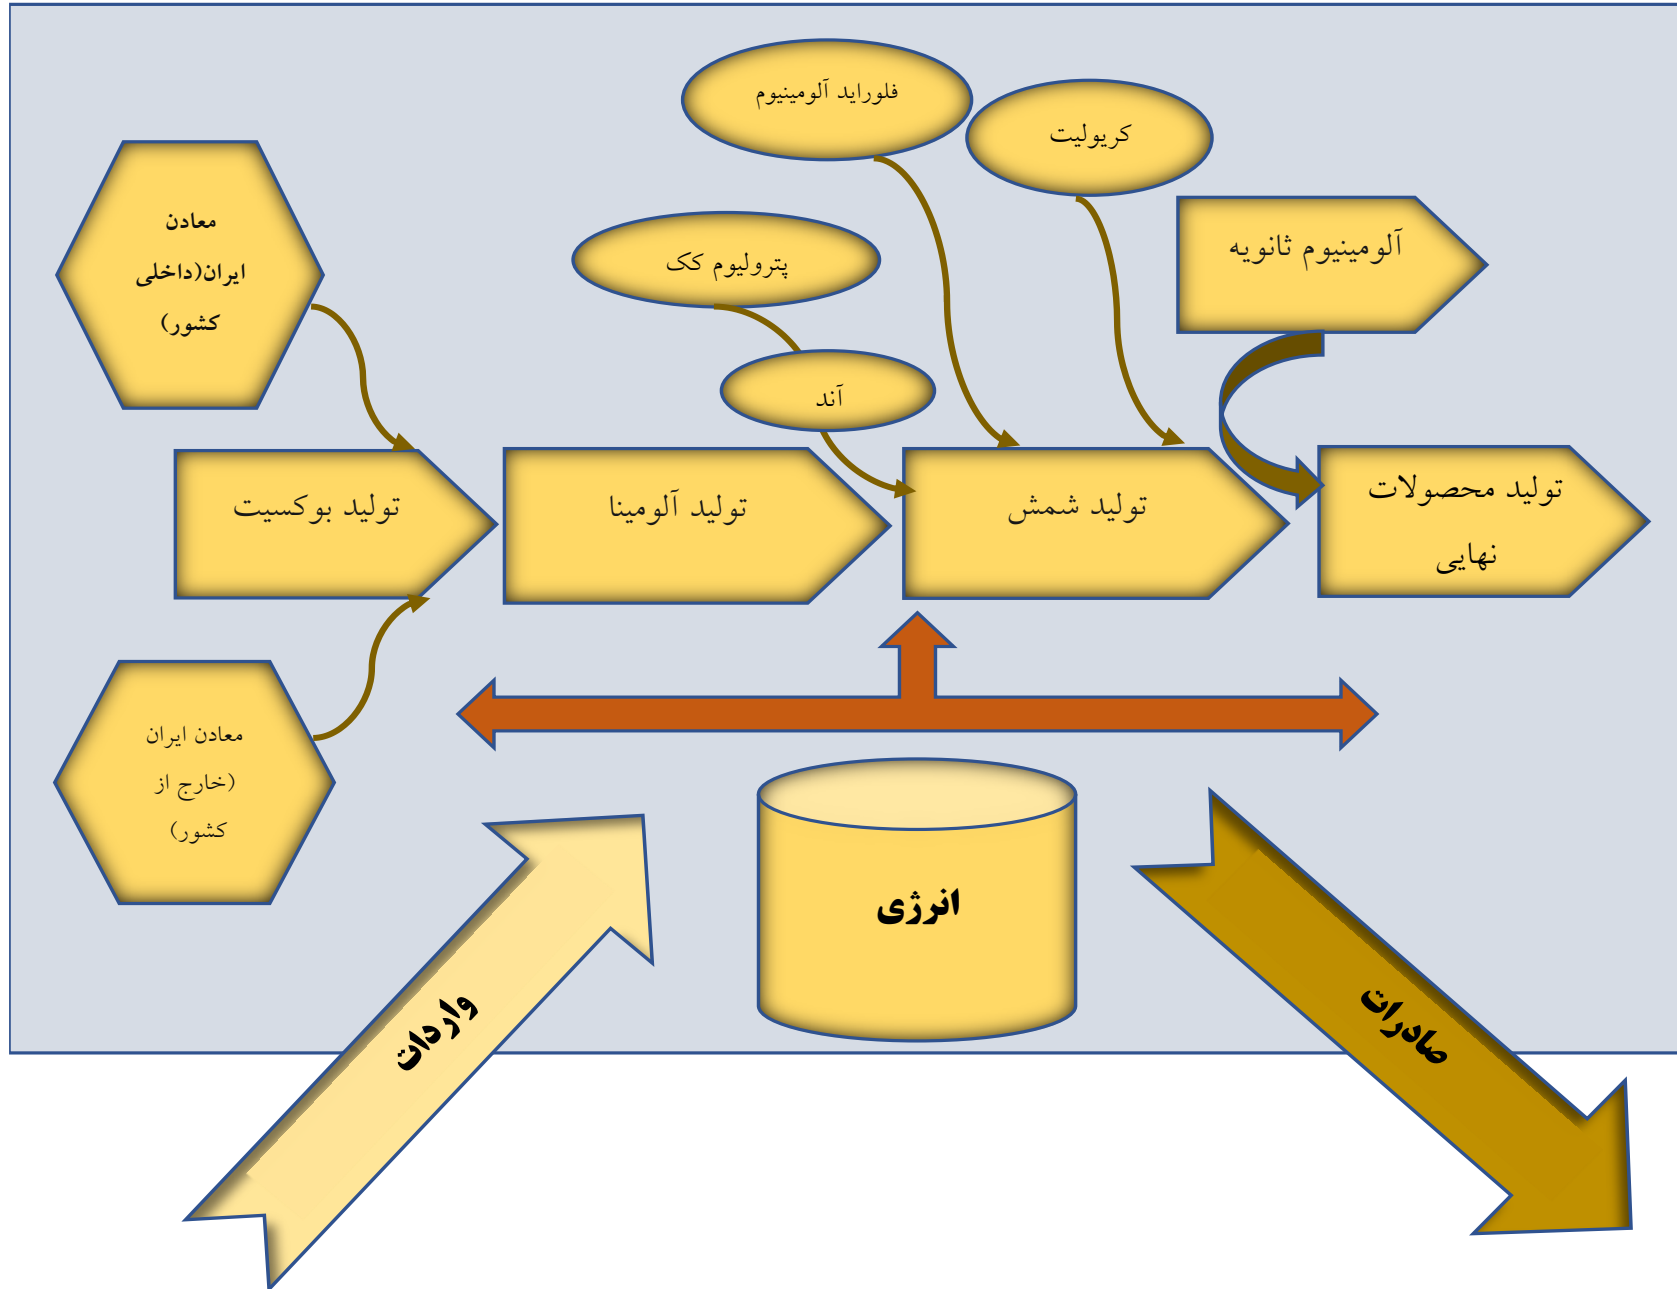 فلوراید آلومینیوم
کریولیت
معادن
ایران(داخلی
کشور)
پترولیوم کک
آلومینیوم ثانویه
آند
تولید بوکسیت
تولید آلومینا
تولید شمش
تولید محصولات
نهایی
معادن ایران
(خارج از
کشور)
انرژی
واردات
صادرات